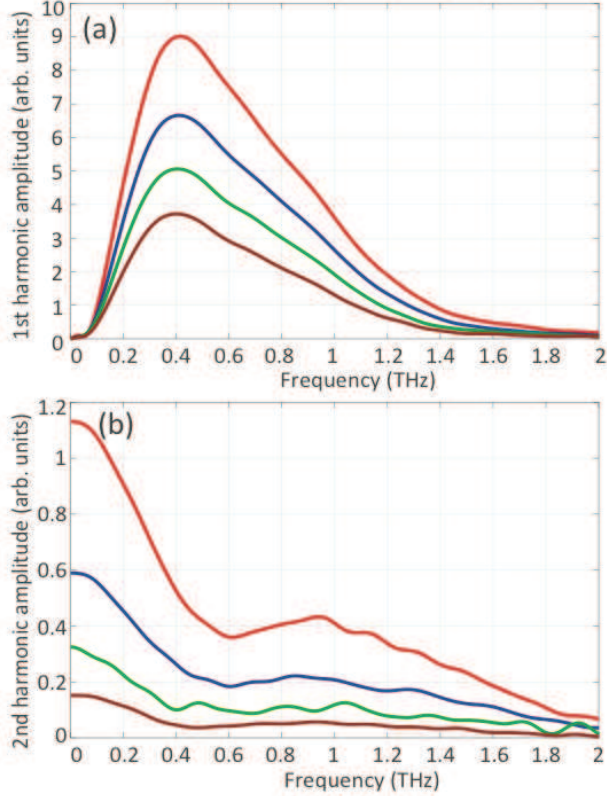 (a)
1st harmonic amplitude (arb. units)
10
9
8
7
6
5
4
3
2
1
0
0 0.2 0.4 0.6 0.8 1 1.2 1.4 1.6 1.8 2
Frequency (THz)
(b)
2nd harmonic amplitude (arb. units)
1.2
1
0.8
0.6
0.4
0.2
0
0 0.2 0.4 0.6 0.8 1 1.2 1.4 1.6 1.8 2
Frequency (THz)